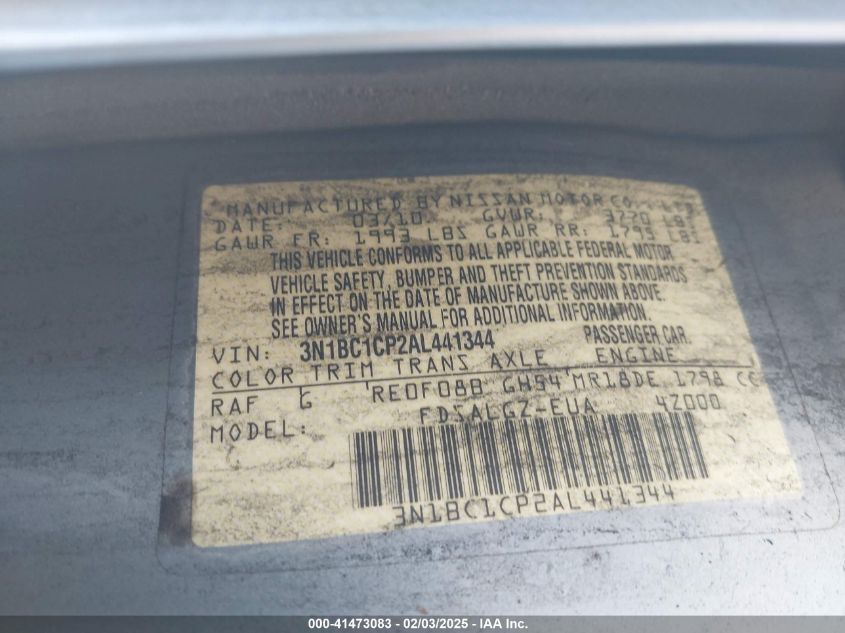 MANUFACTURED BY NISSAN MOTOR CO., LTD
DATE: 03/10 GVWR: 3770 LBS
GAWR FR: 1993 LBS GAWR RR: 1795 LBS
THIS VEHICLE CONFORMS TO ALL APPLICABLE FEDERAL MOTOR
VEHICLE SAFETY, BUMPER AND THEFT PREVENTION STANDARDS
IN EFFECT ON THE DATE OF MANUFACTURE SHOWN ABOVE.
SEE OWNER'S MANUAL FOR ADDITIONAL INFORMATION.
VIN: 3N1BC1CP2AL441344 PASSENGER CAR
COLOR TRIM TRANS AXLE ENGINE
RAF G RE0F08B GH54 MR18DE 1798 CC
MODEL: FDSALGZ-EUA 4Z000
3N1BC1CP2AL441344
000-41473083 - 02/03/2025 - IAA, Inc.